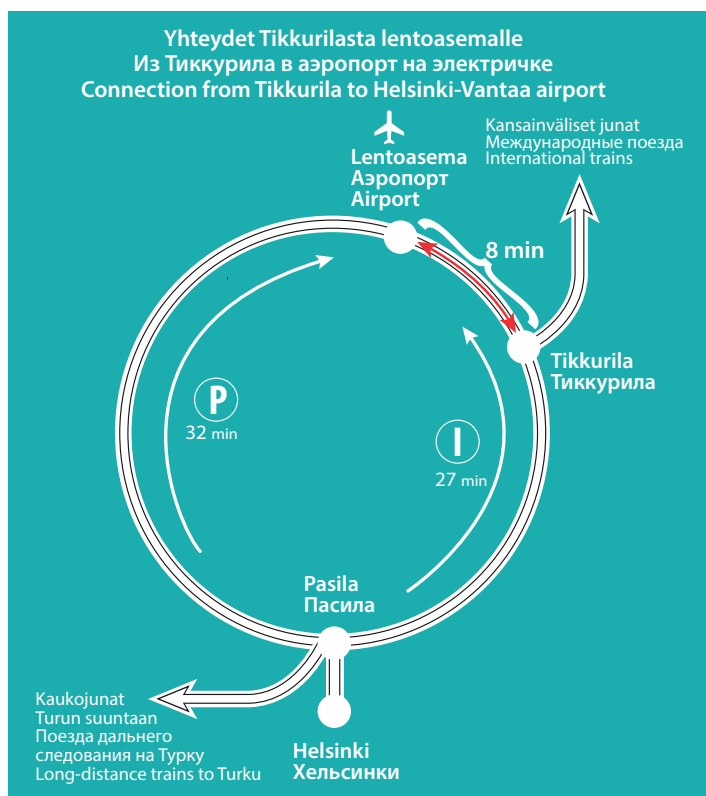 Yhteydet Tikkurilasta lentoasemalle
Из Тиккурила в аэропорт на электричке
Connection from Tikkurila to Helsinki-Vantaa airport
Kansainväliset junat
Международные поезда
International trains
Lentoasema
Аэропорт
Airport
8 min
Tikkurila
Тиккурила
P
32 min
I
27 min
Pasila
Пасила
Kaukojunat
Turun suuntaan
Поезда дальнего
следования на Турку
Long-distance trains to Turku
Helsinki
Хельсинки